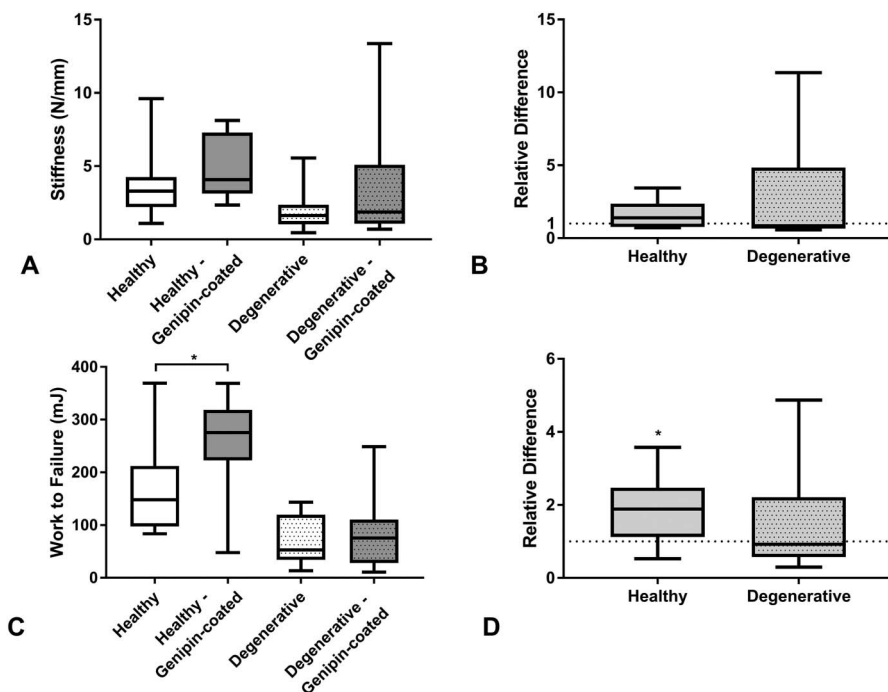 15
10
5
0
Stiffness (N/mm)
Healthy
Healthy -
Genipin-coated
Degenerative
Degenerative -
Genipin-coated
A
15
10
5
1
0
Relative Difference
Healthy
Degenerative
B
400
300
200
100
0
Work to Failure (mJ)
*
Healthy
Healthy -
Genipin-coated
Degenerative
Degenerative -
Genipin-coated
C
6
4
2
0
Relative Difference
*
Healthy
Degenerative
D